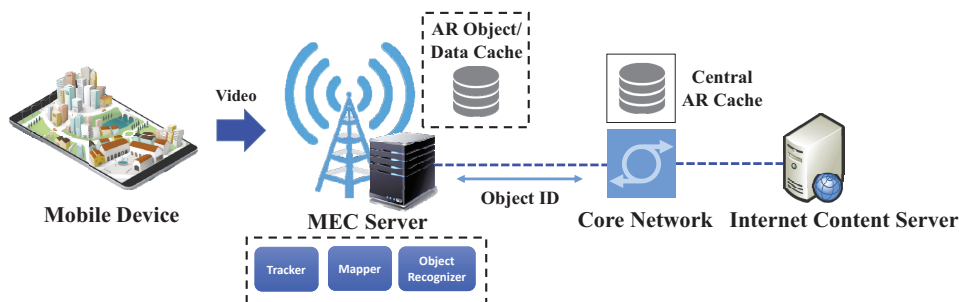 AR Object/
Data Cache
Central
AR Cache
Video
Object ID
Mobile Device
MEC Server
Core Network
Internet Content Server
Tracker
Mapper
Object
Recognizer